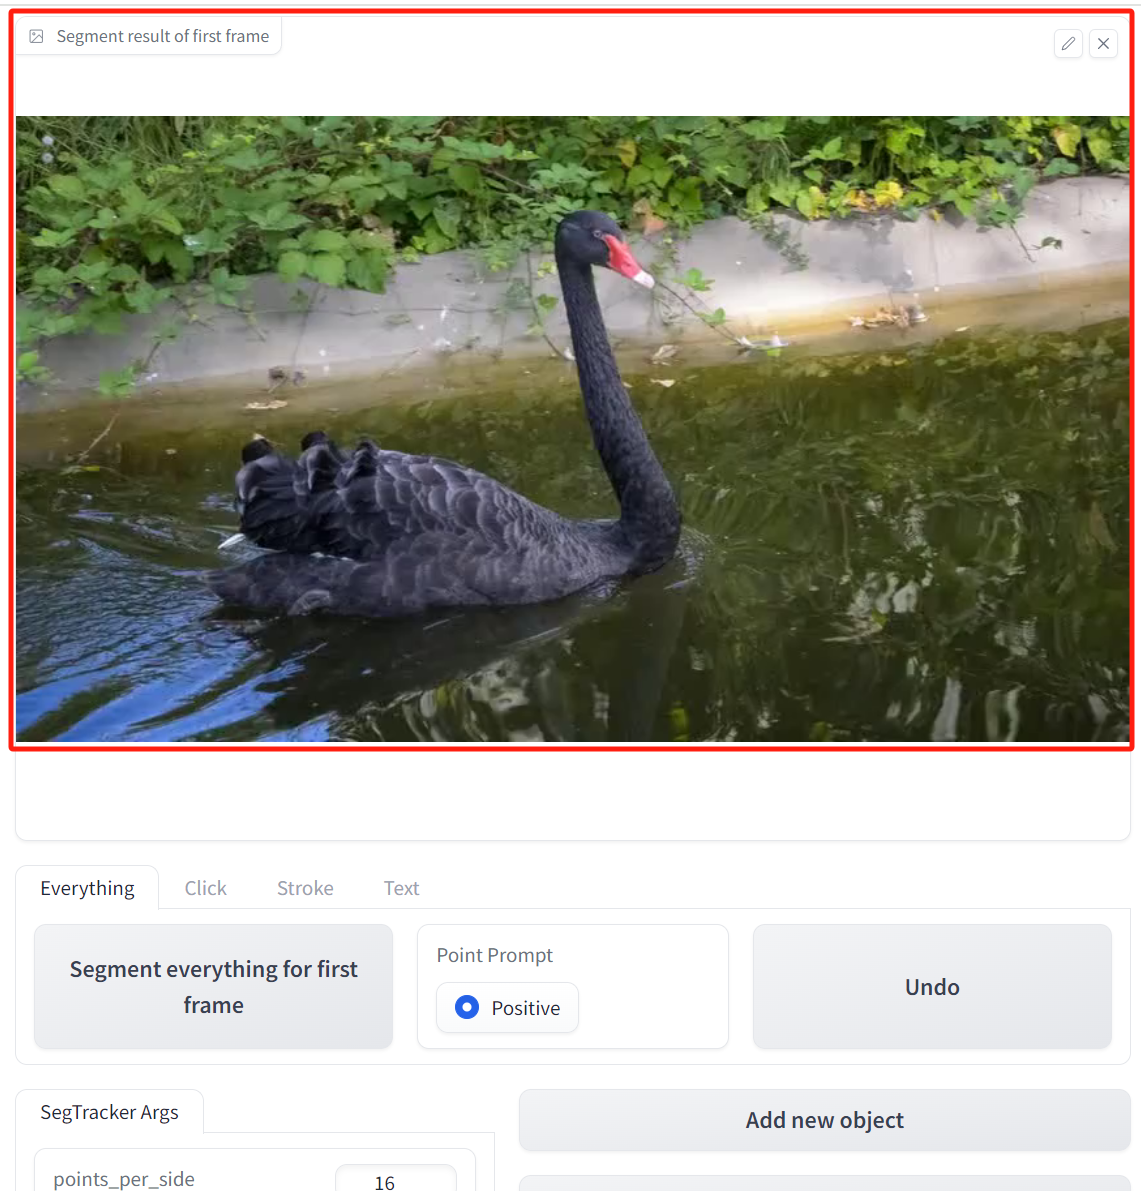 Segment result of first frame
Everything
Click
Stroke
Text
Segment everything for first
frame
Point Prompt
Positive
Undo
SegTracker Args
Add new object
points_per_side
16